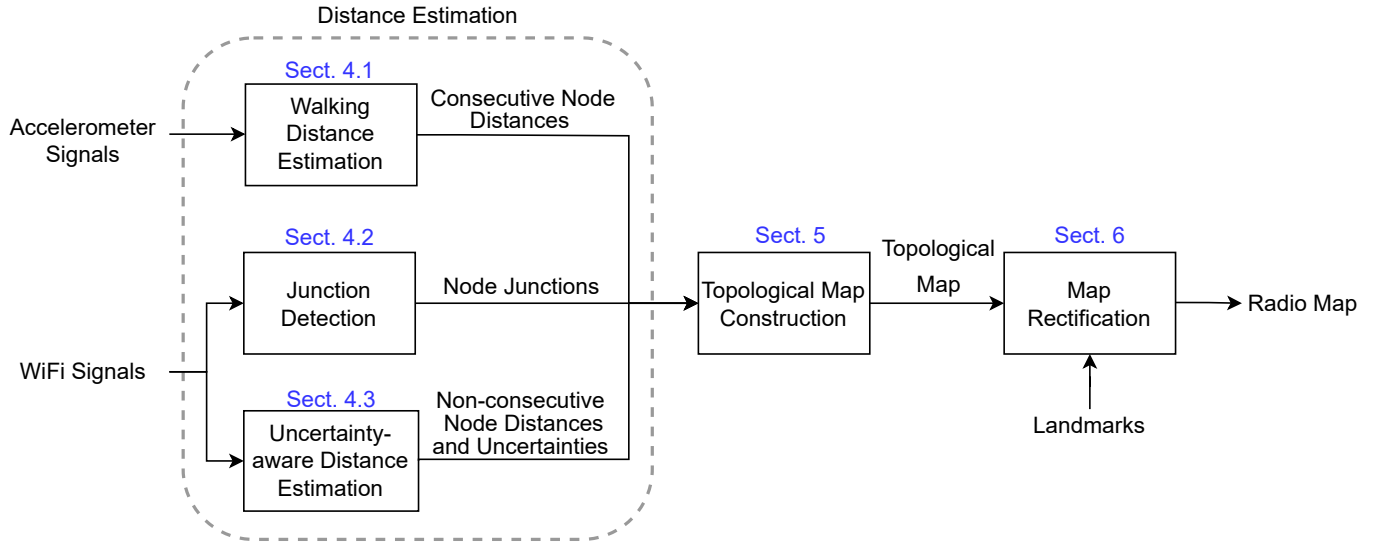 Distance Estimation
Sect. 4.1
Walking
Distance
Estimation
Accelerometer
Signals
Consecutive Node
Distances
Sect. 4.2
Junction
Detection
Node Junctions
WiFi Signals
Sect. 4.3
Uncertainty-
aware Distance
Estimation
Non-consecutive
Node Distances
and Uncertainties
Sect. 5
Topological Map
Construction
Topological
Map
Sect. 6
Map
Rectification
Radio Map
Landmarks